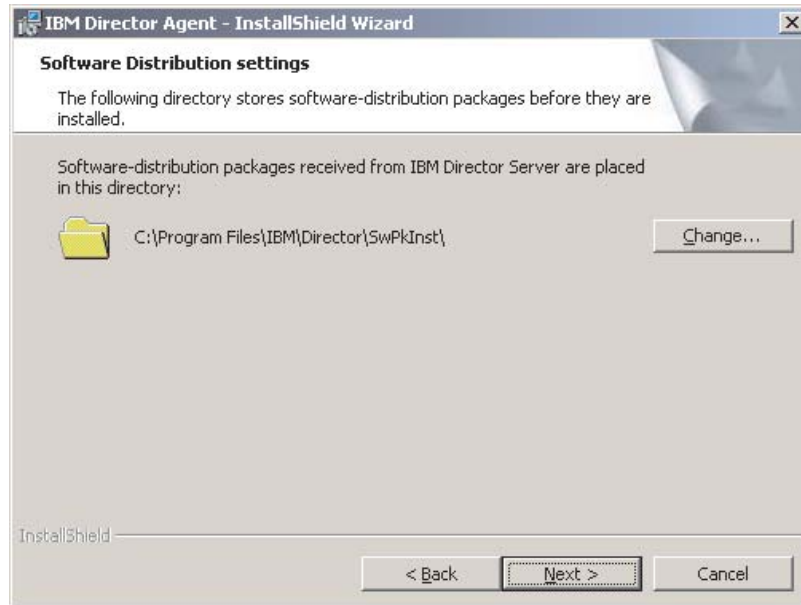 IBM Director Agent - InstallShield Wizard
Software Distribution settings
The following directory stores software-distribution packages before they are
installed.
Software-distribution packages received from IBM Director Server are placed
in this directory:
C:\Program Files\IBM\Director\SwPkInst\
Change...
InstallShield
< Back
Next >
Cancel